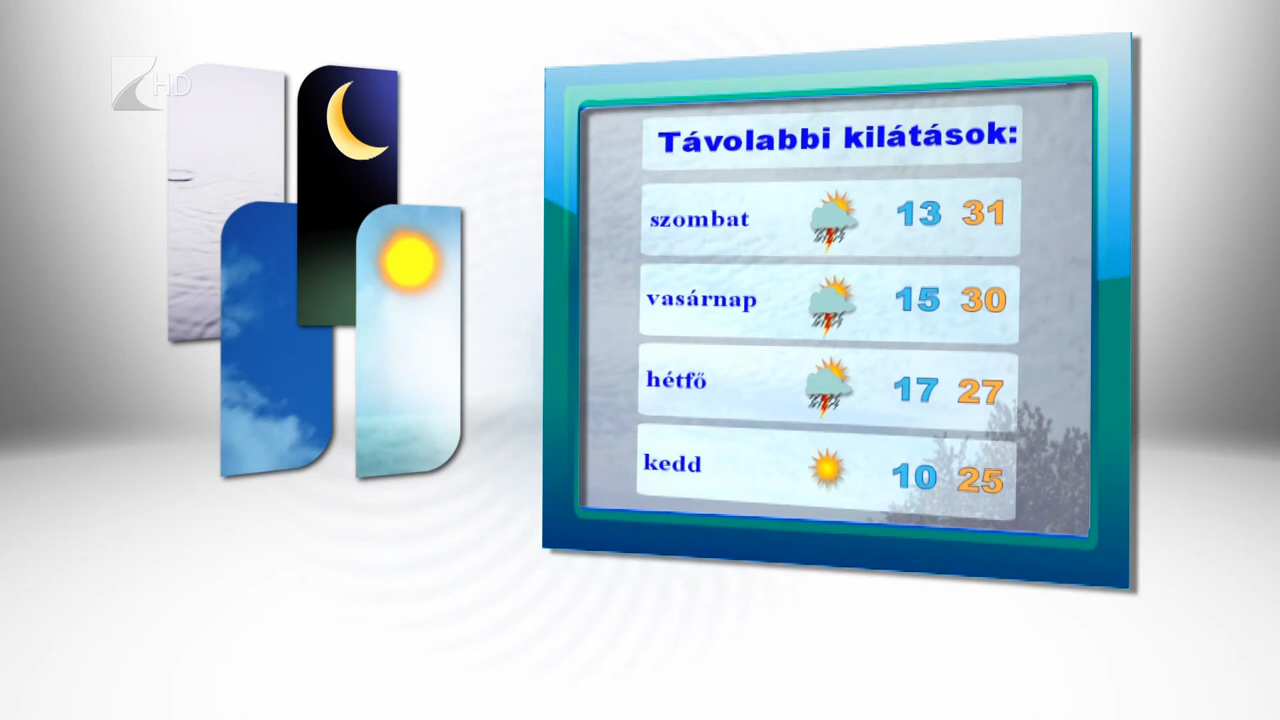 HD
Távolabbi kilátások:
szombat 13 31
vasárnap 15 30
hétfő 17 27
kedd 10 25